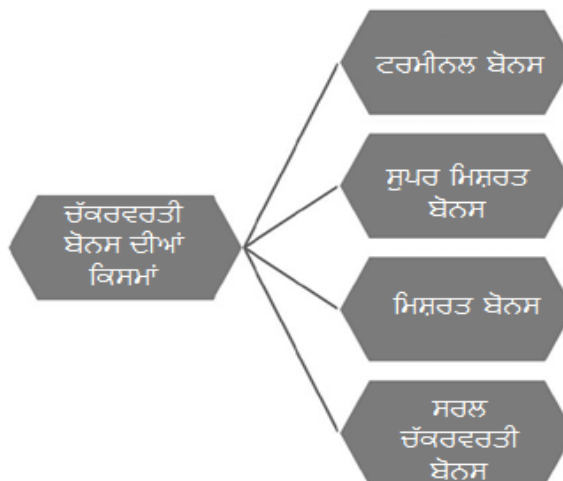 ਟਰਮੀਨਲ ਬੋਨਸ
ਸੁਪਰ ਮਿਸ਼ਰਤ
ਬੋਨਸ
ਚੱਕਰਵਰਤੀ
ਬੋਨਸ ਦੀਆਂ
ਕਿਸਮਾਂ
ਮਿਸ਼ਰਤ ਬੋਨਸ
ਸਰਲ
ਚੱਕਰਵਰਤੀ
ਬੋਨਸ